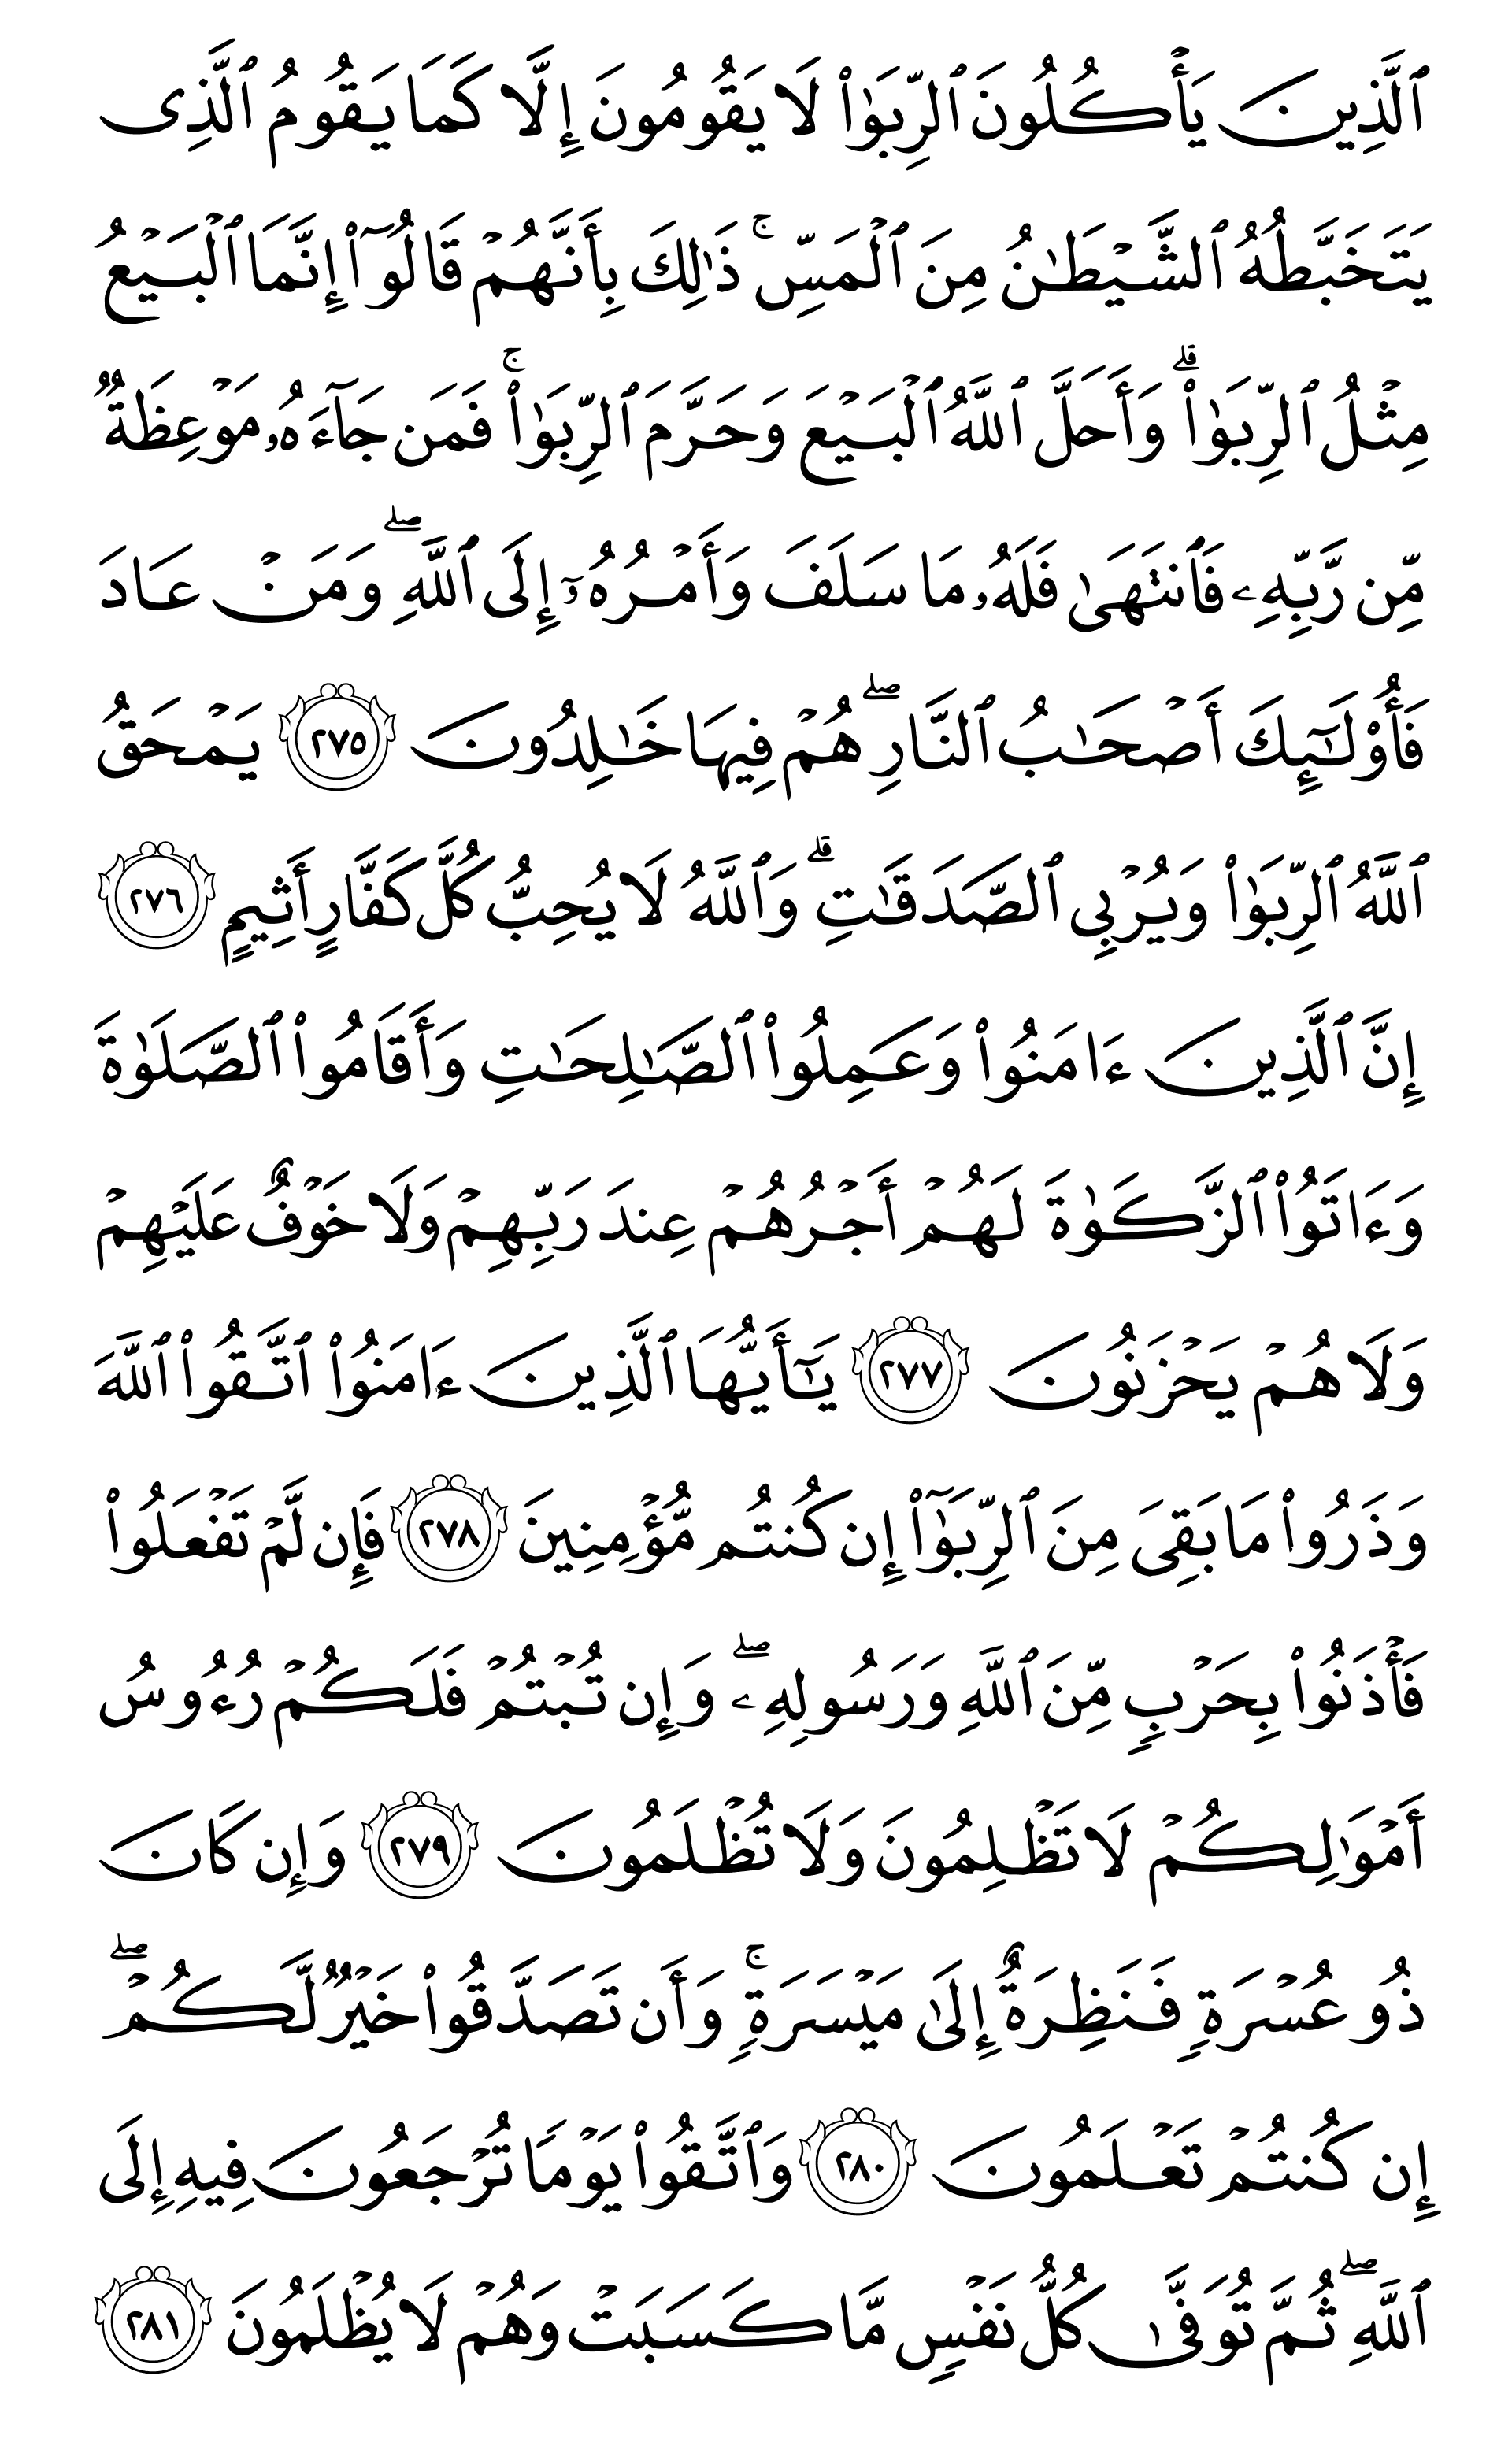 ٱلَّذِينَ يَأْكُلُونَ ٱلرِّبَوٰا۟ لَا يَقُومُونَ إِلَّا كَمَا يَقُومُ ٱلَّذِى
يَتَخَبَّطُهُ ٱلشَّيْطَـٰنُ مِنَ ٱلْمَسِّ ۚ ذَٰلِكَ بِأَنَّهُمْ قَالُوٓا۟ إِنَّمَا ٱلْبَيْعُ
مِثْلُ ٱلرِّبَوٰا۟ ۗ وَأَحَلَّ ٱللَّهُ ٱلْبَيْعَ وَحَرَّمَ ٱلرِّبَوٰا۟ ۚ فَمَن جَآءَهُۥ مَوْعِظَةٌ
مِّن رَّبِّهِۦ فَٱنتَهَىٰ فَلَهُۥ مَا سَلَفَ وَأَمْرُهُۥٓ إِلَى ٱللَّهِ ۖ وَمَنْ عَادَ
فَأُو۟لَـٰٓئِكَ أَصْحَـٰبُ ٱلنَّارِ ۖ هُمْ فِيهَا خَـٰلِدُونَ ٢٧٥ يَمْحَقُ
ٱللَّهُ ٱلرِّبَوٰا۟ وَيُرْبِى ٱلصَّدَقَـٰتِ ۗ وَٱللَّهُ لَا يُحِبُّ كُلَّ كَفَّارٍ أَثِيمٍ ٢٧٦
إِنَّ ٱلَّذِينَ ءَامَنُوا۟ وَعَمِلُوا۟ ٱلصَّـٰلِحَـٰتِ وَأَقَامُوا۟ ٱلصَّلَوٰةَ
وَءَاتَوُا۟ ٱلزَّكَوٰةَ لَهُمْ أَجْرُهُمْ عِندَ رَبِّهِمْ وَلَا خَوْفٌ عَلَيْهِمْ
وَلَا هُمْ يَحْزَنُونَ ٢٧٧ يَـٰٓأَيُّهَا ٱلَّذِينَ ءَامَنُوا۟ ٱتَّقُوا۟ ٱللَّهَ
وَذَرُوا۟ مَا بَقِىَ مِنَ ٱلرِّبَوٰٓا۟ إِن كُنتُم مُّؤْمِنِينَ ٢٧٨ فَإِن لَّمْ تَفْعَلُوا۟
فَأْذَنُوا۟ بِحَرْبٍ مِّنَ ٱللَّهِ وَرَسُولِهِۦ ۖ وَإِن تُبْتُمْ فَلَكُمْ رُءُوسُ
أَمْوَٰلِكُمْ لَا تَظْلِمُونَ وَلَا تُظْلَمُونَ ٢٧٩ وَإِن كَانَ
ذُو عُسْرَةٍ فَنَظِرَةٌ إِلَىٰ مَيْسَرَةٍ ۚ وَأَن تَصَدَّقُوا۟ خَيْرٌ لَّكُمْ ۖ
إِن كُنتُمْ تَعْلَمُونَ ٢٨٠ وَٱتَّقُوا۟ يَوْمًا تُرْجَعُونَ فِيهِ إِلَى
ٱللَّهِ ۖ ثُمَّ تُوَفَّىٰ كُلُّ نَفْسٍ مَّا كَسَبَتْ وَهُمْ لَا يُظْلَمُونَ ٢٨١